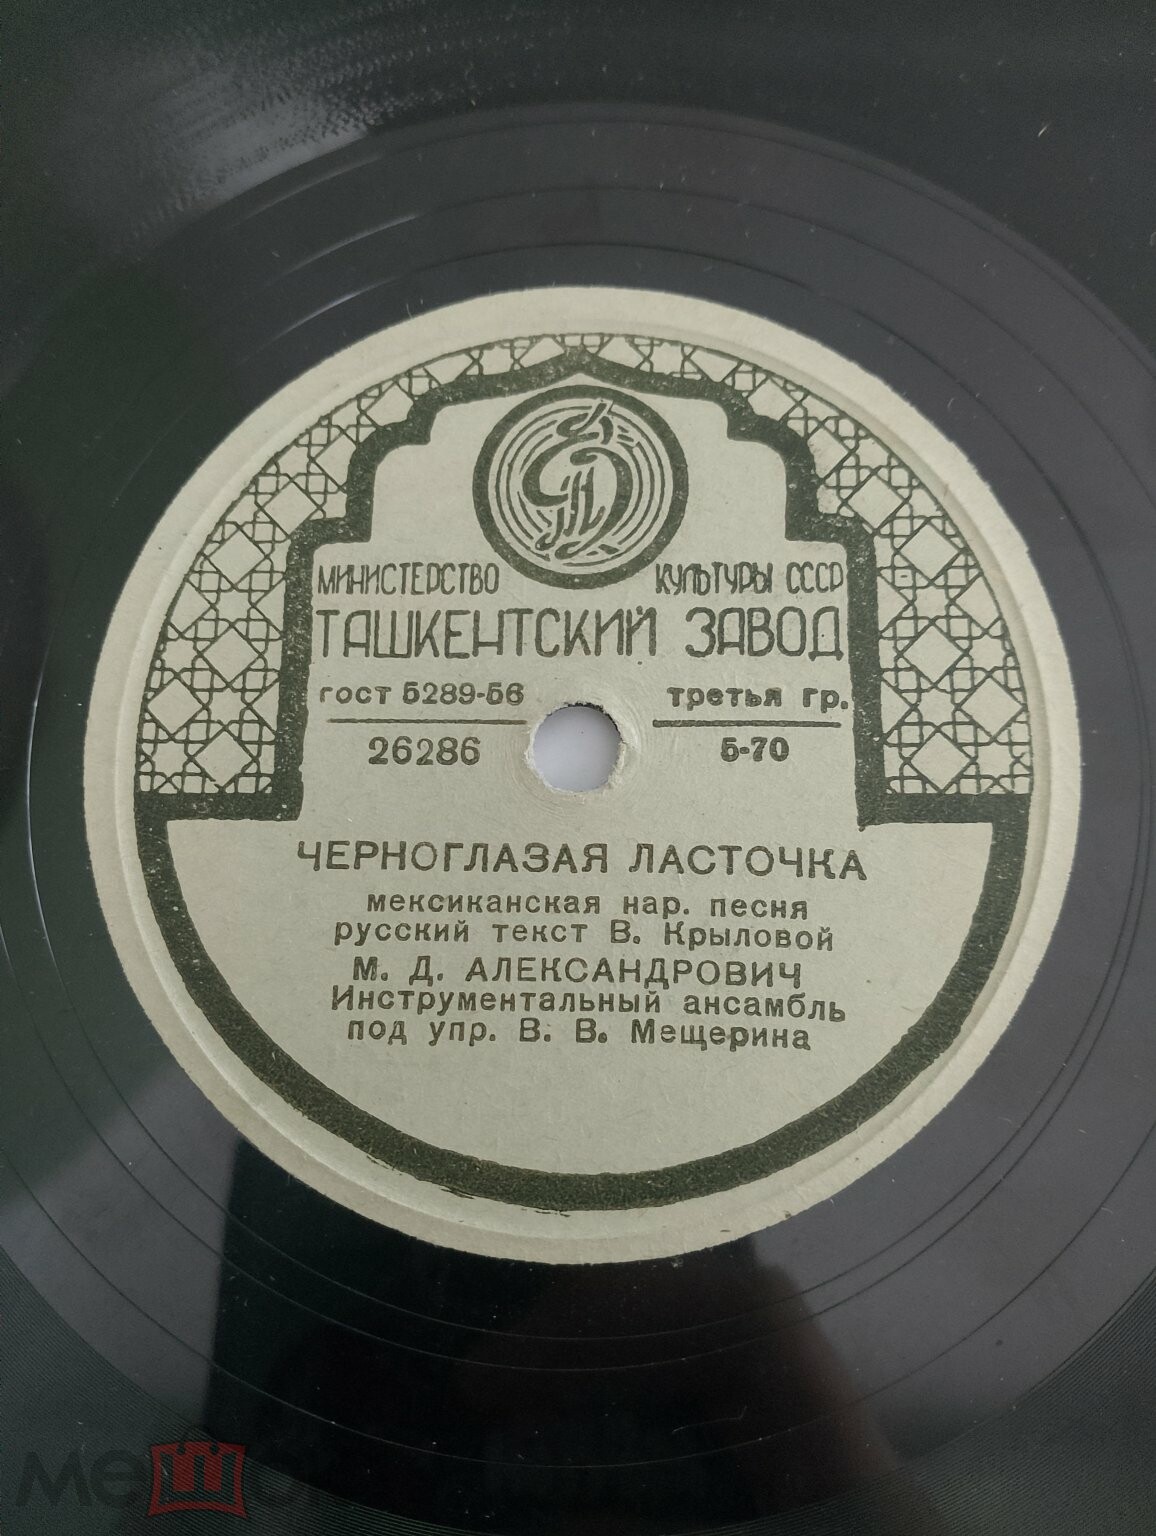 МИНИСТЕРСТВО КУЛЬТУРЫ СССР
ТАШКЕНТСКИЙ ЗАВОД
гост 5289-56 третья гр.
26286 5-70
ЧЕРНОГЛАЗАЯ ЛАСТОЧКА
мексиканская нар. песня
русский текст В. Крыловой
М. Д. АЛЕКСАНДРОВИЧ
Инструментальный ансамбль
под упр. В. В. Мещерина